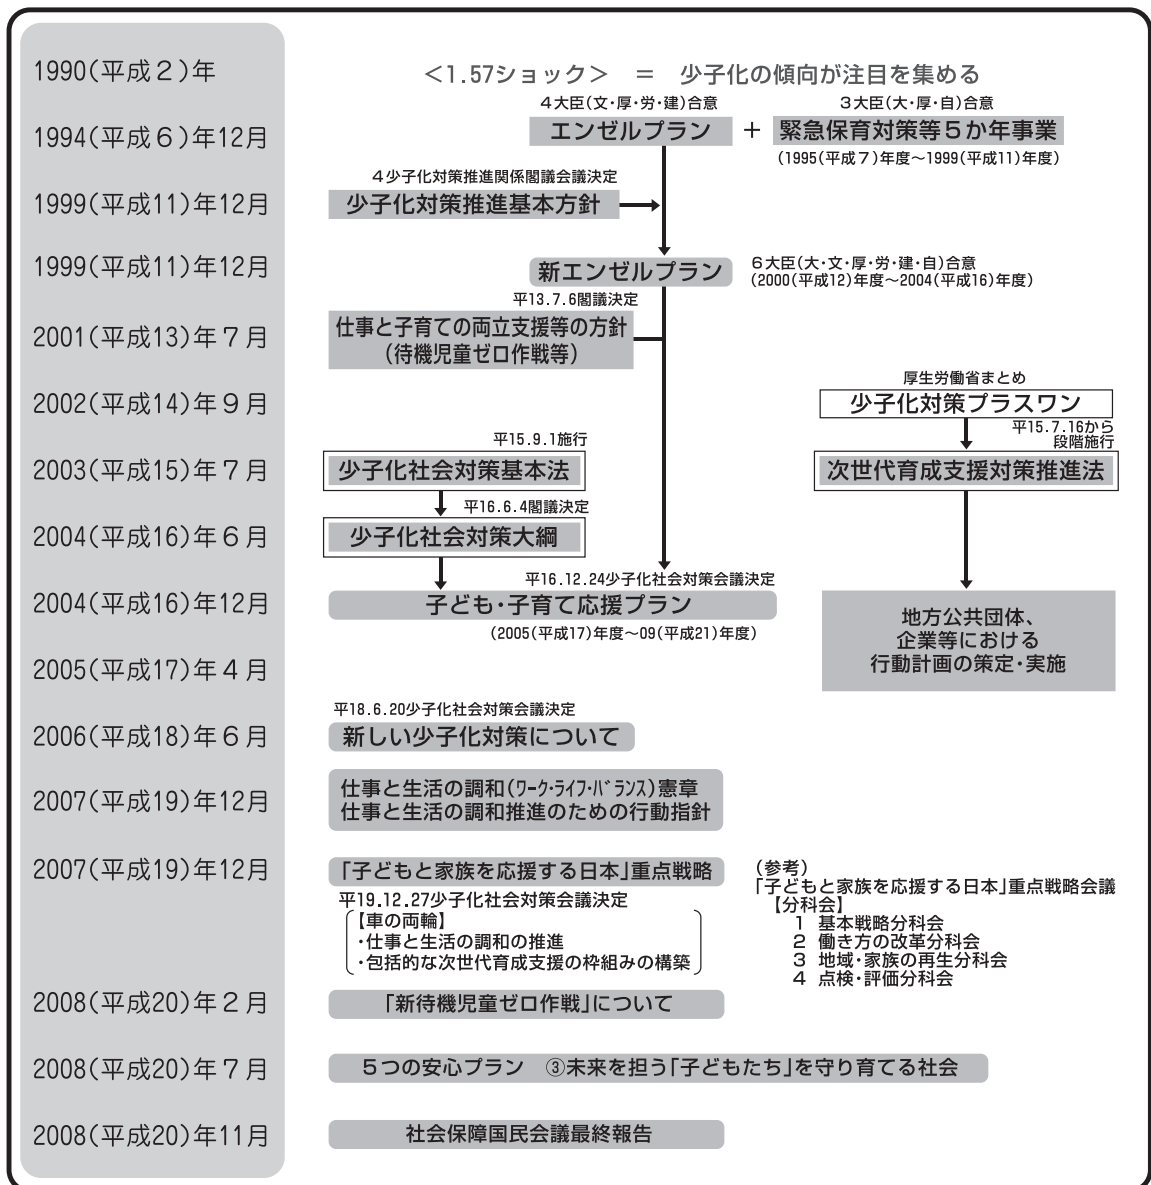 1990(平成２)年
＜1.57ショック＞　＝　少子化の傾向が注目を集める
４大臣(文・厚・労・建)合意
３大臣(大・厚・自)合意
1994(平成６)年12月
エンゼルプラン
＋
緊急保育対策等５か年事業
(1995(平成７)年度～1999(平成11)年度)
４少子化対策推進関係閣議会議決定
1999(平成11)年12月
少子化対策推進基本方針
1999(平成11)年12月
新エンゼルプラン
６大臣(大・文・厚・労・建・自)合意
(2000(平成12)年度～2004(平成16)年度)
平13.7.6閣議決定
2001(平成13)年７月
仕事と子育ての両立支援等の方針
(待機児童ゼロ作戦等)
厚生労働省まとめ
2002(平成14)年９月
少子化対策プラスワン
平15.9.1施行
平15.7.16から
段階施行
2003(平成15)年７月
少子化社会対策基本法
次世代育成支援対策推進法
平16.6.4閣議決定
2004(平成16)年６月
少子化社会対策大綱
平16.12.24少子化社会対策会議決定
2004(平成16)年12月
子ども・子育て応援プラン
(2005(平成17)年度～09(平成21)年度)
地方公共団体、
企業等における
行動計画の策定・実施
2005(平成17)年４月
平18.6.20少子化社会対策会議決定
2006(平成18)年６月
新しい少子化対策について
2007(平成19)年12月
仕事と生活の調和(ﾜｰｸ・ﾗｲﾌ・ﾊﾞﾗﾝｽ)憲章
仕事と生活の調和推進のための行動指針
2007(平成19)年12月
「子どもと家族を応援する日本」重点戦略
平19.12.27少子化社会対策会議決定
【車の両輪】
・仕事と生活の調和の推進
・包括的な次世代育成支援の枠組みの構築
(参考)
「子どもと家族を応援する日本」重点戦略会議
【分科会】
１　基本戦略分科会
２　働き方の改革分科会
３　地域・家族の再生分科会
４　点検・評価分科会
2008(平成20)年２月
「新待機児童ゼロ作戦」について
2008(平成20)年７月
５つの安心プラン　③未来を担う「子どもたち」を守り育てる社会
2008(平成20)年11月
社会保障国民会議最終報告